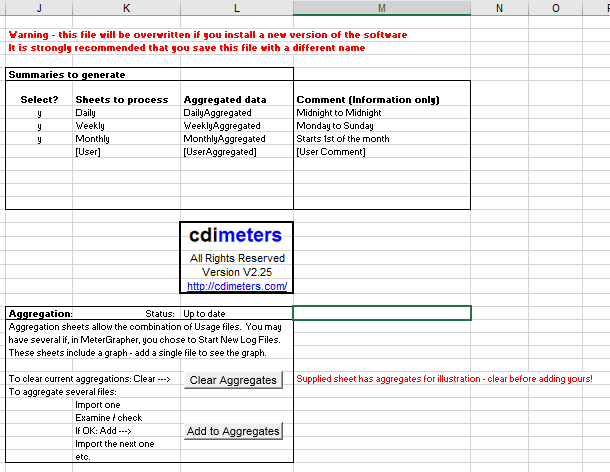 J K L M N O
Warning - this file will be overwritten if you install a new version of the software
It is strongly recommended that you save this file with a different name
Summaries to generate
Select? Sheets to process Aggregated data Comment (Information only)
y Daily DailyAggregated Midnight to Midnight
y Weekly WeeklyAggregated Monday to Sunday
y Monthly MonthlyAggregated Starts 1st of the month
[User] [UserAggregated] [User Comment]
cdimeters
All Rights Reserved
Version V2.25
http://cdimeters.com/
Aggregation: Status: Up to date
Aggregation sheets allow the combination of Usage files. You may
have several if, in MeterGrapher, you chose to Start New Log Files.
These sheets include a graph - add a single file to see the graph.
To clear current aggregations: Clear ---> Clear Aggregates Supplied sheet has aggregates for illustration - clear before adding yours!
To aggregate several files:
Import one
Examine / check
If OK: Add ---> Add to Aggregates
Import the next one
etc.